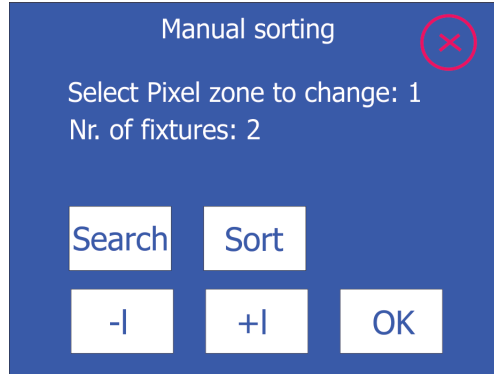 Manual sorting
Select Pixel zone to change: 1
Nr. of fixtures: 2
Search Sort
-l +l OK